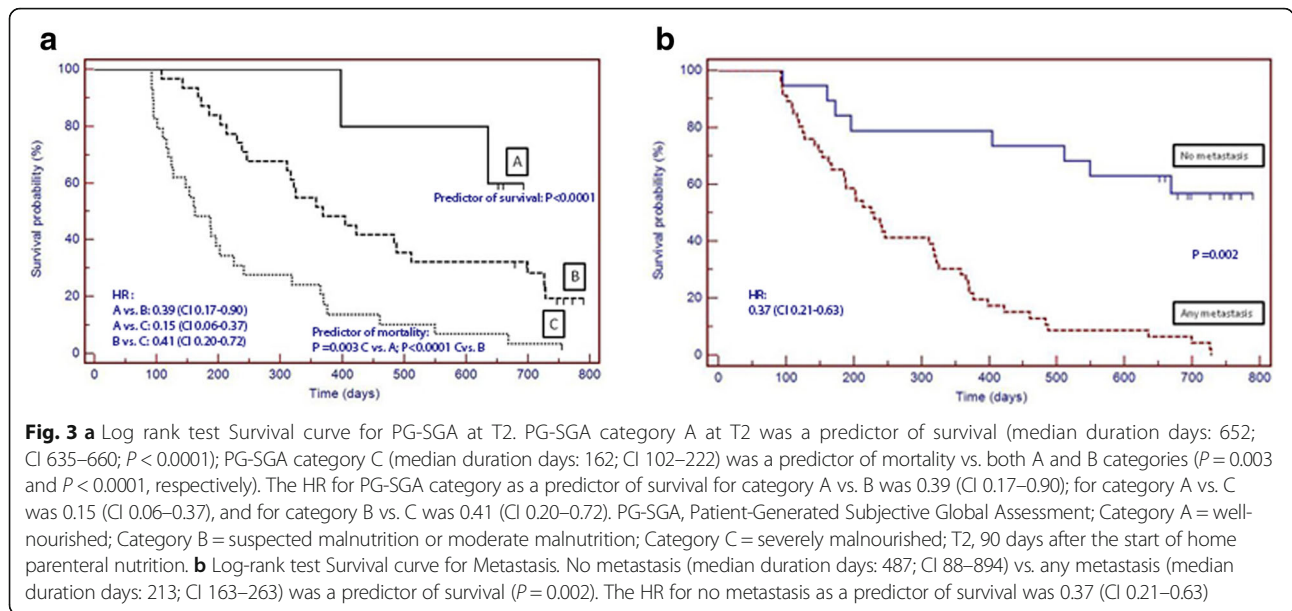 a
Survival probability (%)
100
80
60
40
20
0
A
Predictor of survival: P<0.0001
B
C
HR:
A vs. B: 0.39 (CI 0.17-0.90)
A vs. C: 0.15 (CI 0.06-0.37)
B vs. C: 0.41 (CI 0.20-0.72)
Predictor of mortality:
P=0.003 C vs. A; P<0.0001 Cvs. B
0 100 200 300 400 500 600 700 800
Time (days)
b
Survival probability (%)
100
80
60
40
20
0
No metastasis
P=0.002
HR:
0.37 (CI 0.21-0.63)
Any metastasis
0 100 200 300 400 500 600 700 800
Time (days)
Fig. 3 a Log rank test Survival curve for PG-SGA at T2. PG-SGA category A at T2 was a predictor of survival (median duration days: 652;
CI 635–660; P < 0.0001); PG-SGA category C (median duration days: 162; CI 102–222) was a predictor of mortality vs. both A and B categories (P = 0.003
and P < 0.0001, respectively). The HR for PG-SGA category as a predictor of survival for category A vs. B was 0.39 (CI 0.17–0.90); for category A vs. C
was 0.15 (CI 0.06–0.37), and for category B vs. C was 0.41 (CI 0.20–0.72). PG-SGA, Patient-Generated Subjective Global Assessment; Category A = well-
nourished; Category B = suspected malnutrition or moderate malnutrition; Category C = severely malnourished; T2, 90 days after the start of home
parenteral nutrition. b Log-rank test Survival curve for Metastasis. No metastasis (median duration days: 487; CI 88–894) vs. any metastasis (median
duration days: 213; CI 163–263) was a predictor of survival (P = 0.002). The HR for no metastasis as a predictor of survival was 0.37 (CI 0.21–0.63)